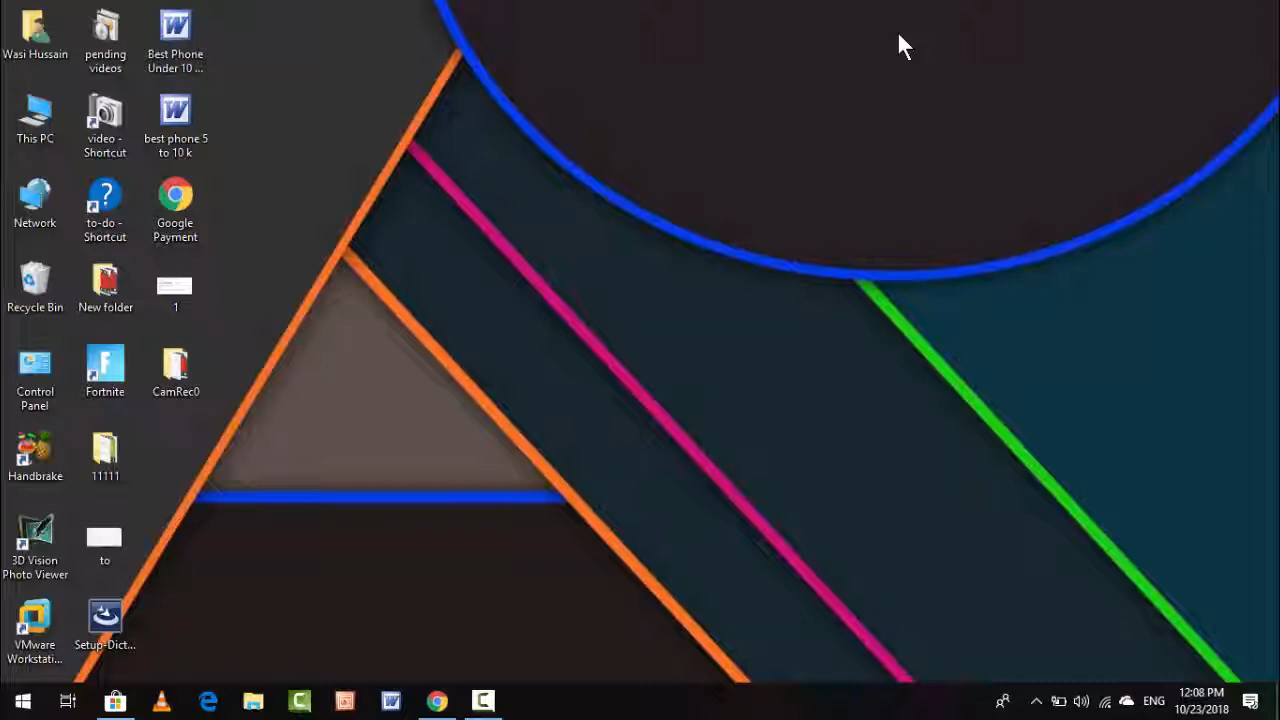 Wasi Hussain
pending
videos
Best Phone
Under 10 ...
This PC
video -
Shortcut
best phone 5
to 10 k
Network
to-do -
Shortcut
Google
Payment
Recycle Bin
New folder
1
Control
Panel
Fortnite
CamRec0
Handbrake
11111
3D Vision
Photo Viewer
to
VMware
Workstati...
Setup-Dict...
ENG
12:08 PM
10/23/2018